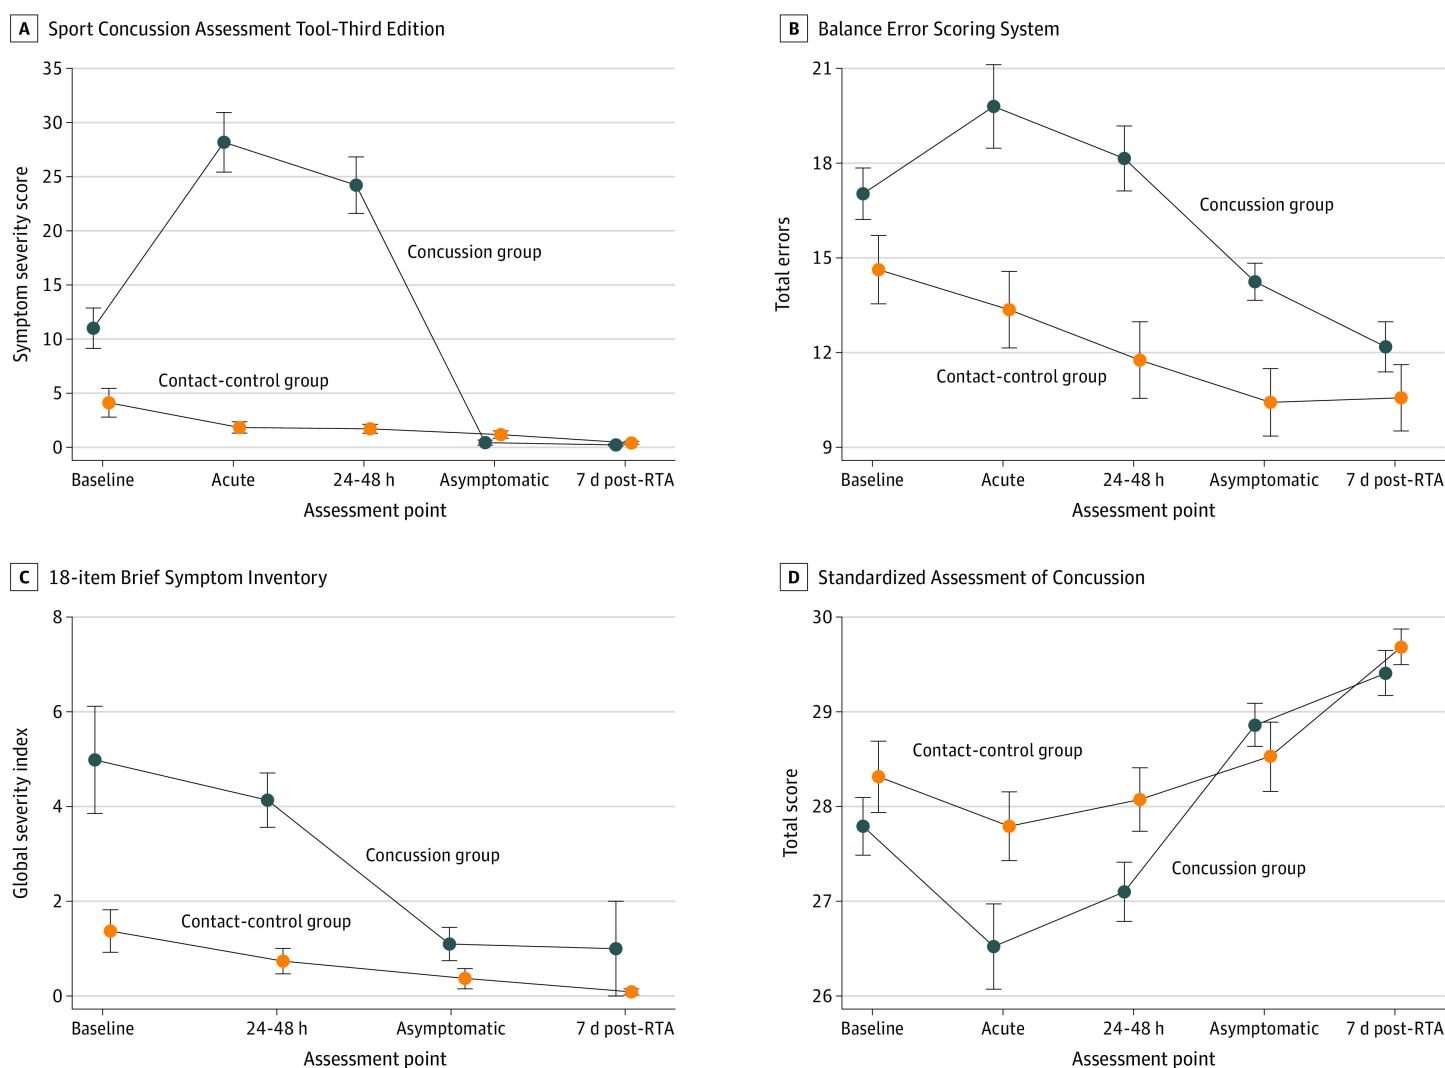 A Sport Concussion Assessment Tool–Third Edition
35
30
25
20
15
10
5
0
Symptom severity score
Concussion group
Contact-control group
Baseline Acute 24-48 h Asymptomatic 7 d post-RTA
Assessment point
B Balance Error Scoring System
21
18
15
12
9
Total errors
Concussion group
Contact-control group
Baseline Acute 24-48 h Asymptomatic 7 d post-RTA
Assessment point
C 18-item Brief Symptom Inventory
8
6
4
2
0
Global severity index
Concussion group
Contact-control group
Baseline 24-48 h Asymptomatic 7 d post-RTA
Assessment point
D Standardized Assessment of Concussion
30
29
28
27
26
Total score
Contact-control group
Concussion group
Baseline Acute 24-48 h Asymptomatic 7 d post-RTA
Assessment point